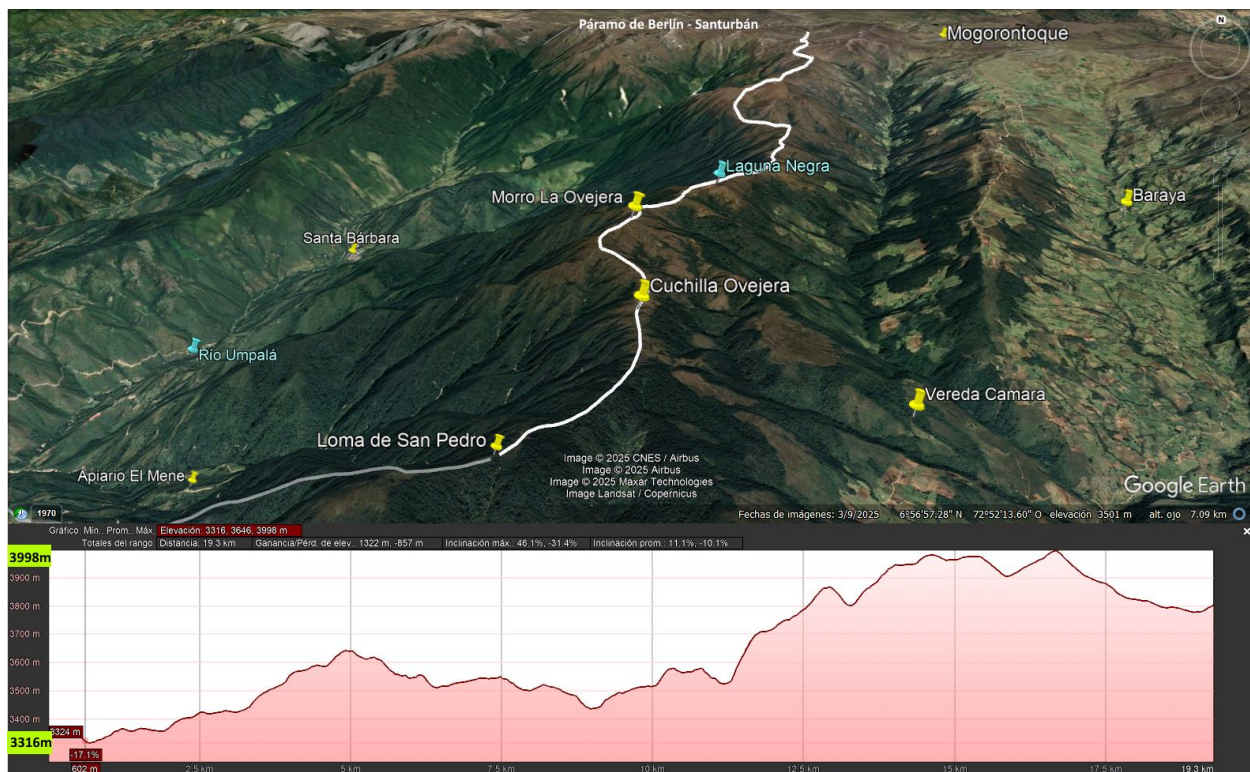 Páramo de Berlín - Santurbán
N
Mogorontoque
Laguna Negra
Morro La Ovejera
Baraya
Santa Bárbara
Cuchilla Ovejera
Río Umpalá
Vereda Camara
Loma de San Pedro
Apiario El Mene
Image © 2025 CNES / Airbus
Image © 2025 Airbus
Image © 2025 Maxar Technologies
Image Landsat / Copernicus
Google Earth
1970
Fechas de imágenes: 3/9/2025 6°56'57.28" N 72°52'13.60" O elevación 3501 m alt. ojo 7.09 km
Gráfico: Mín., Prom., Máx. Elevación: 3316, 3646, 3998 m
Totales del rango: Distancia: 19.3 km Ganancia/Pérd. de elev.: 1322 m, -857 m Inclinación máx.: 46.1%, -31.4% Inclinación prom.: 11.1%, -10.1%
3998m
3900 m
3800 m
3700 m
3600 m
3500 m
3400 m
3324 m
3316m
-17.1%
602 m 2.5 km 5 km 7.5 km 10 km 12.5 km 15 km 17.5 km 19.3 km